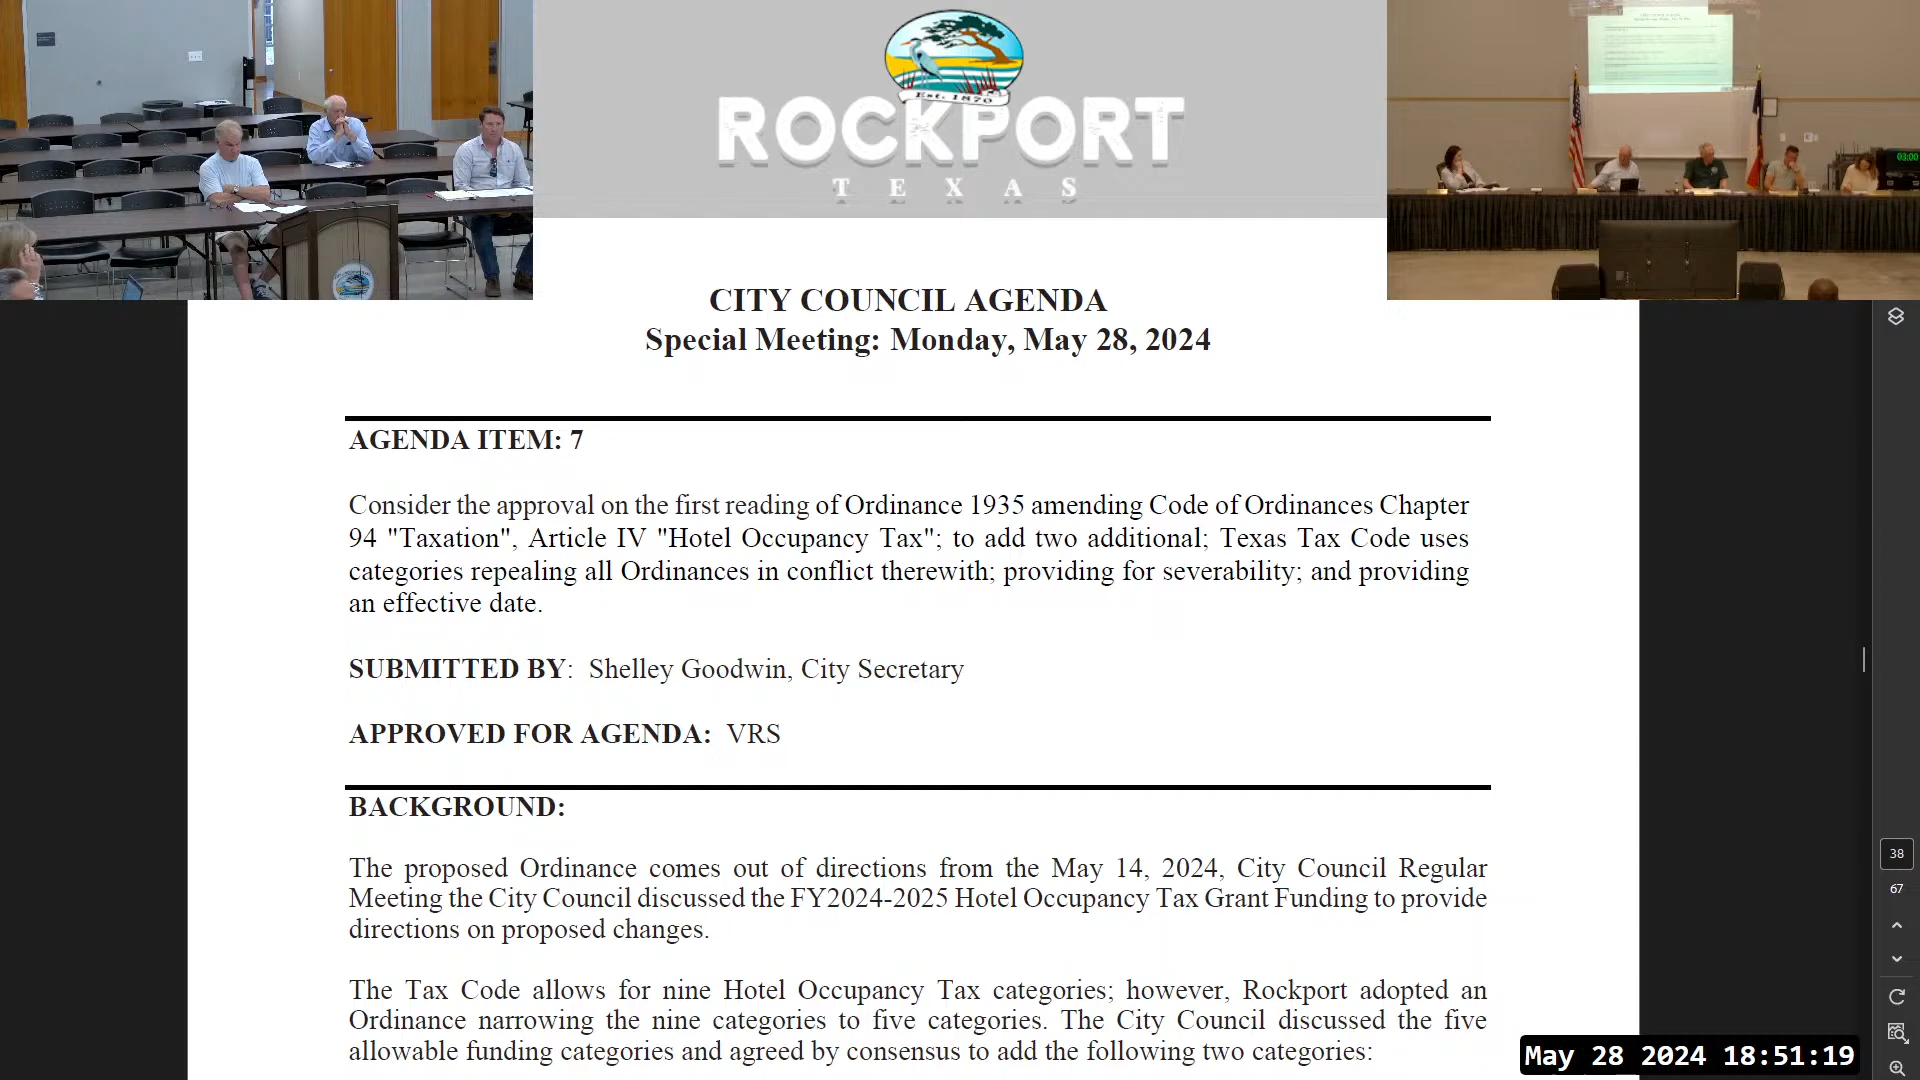 Est. 1870
ROCKPORT
TEXAS
03:00
CITY COUNCIL AGENDA
Special Meeting: Monday, May 28, 2024
AGENDA ITEM: 7
Consider the approval on the first reading of Ordinance 1935 amending Code of Ordinances Chapter
94 "Taxation", Article IV "Hotel Occupancy Tax"; to add two additional; Texas Tax Code uses
categories repealing all Ordinances in conflict therewith; providing for severability; and providing
an effective date.
SUBMITTED BY: Shelley Goodwin, City Secretary
APPROVED FOR AGENDA: VRS
BACKGROUND:
The proposed Ordinance comes out of directions from the May 14, 2024, City Council Regular
Meeting the City Council discussed the FY2024-2025 Hotel Occupancy Tax Grant Funding to provide
directions on proposed changes.
The Tax Code allows for nine Hotel Occupancy Tax categories; however, Rockport adopted an
Ordinance narrowing the nine categories to five categories. The City Council discussed the five
allowable funding categories and agreed by consensus to add the following two categories:
38
67
May 28 2024 18:51:19